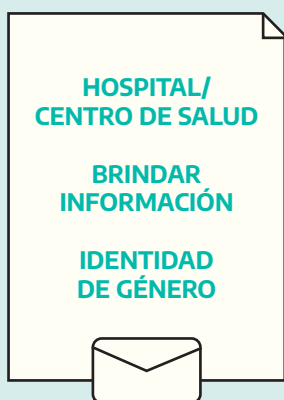 HOSPITAL/
CENTRO DE SALUD
BRINDAR
INFORMACIÓN
IDENTIDAD
DE GÉNERO